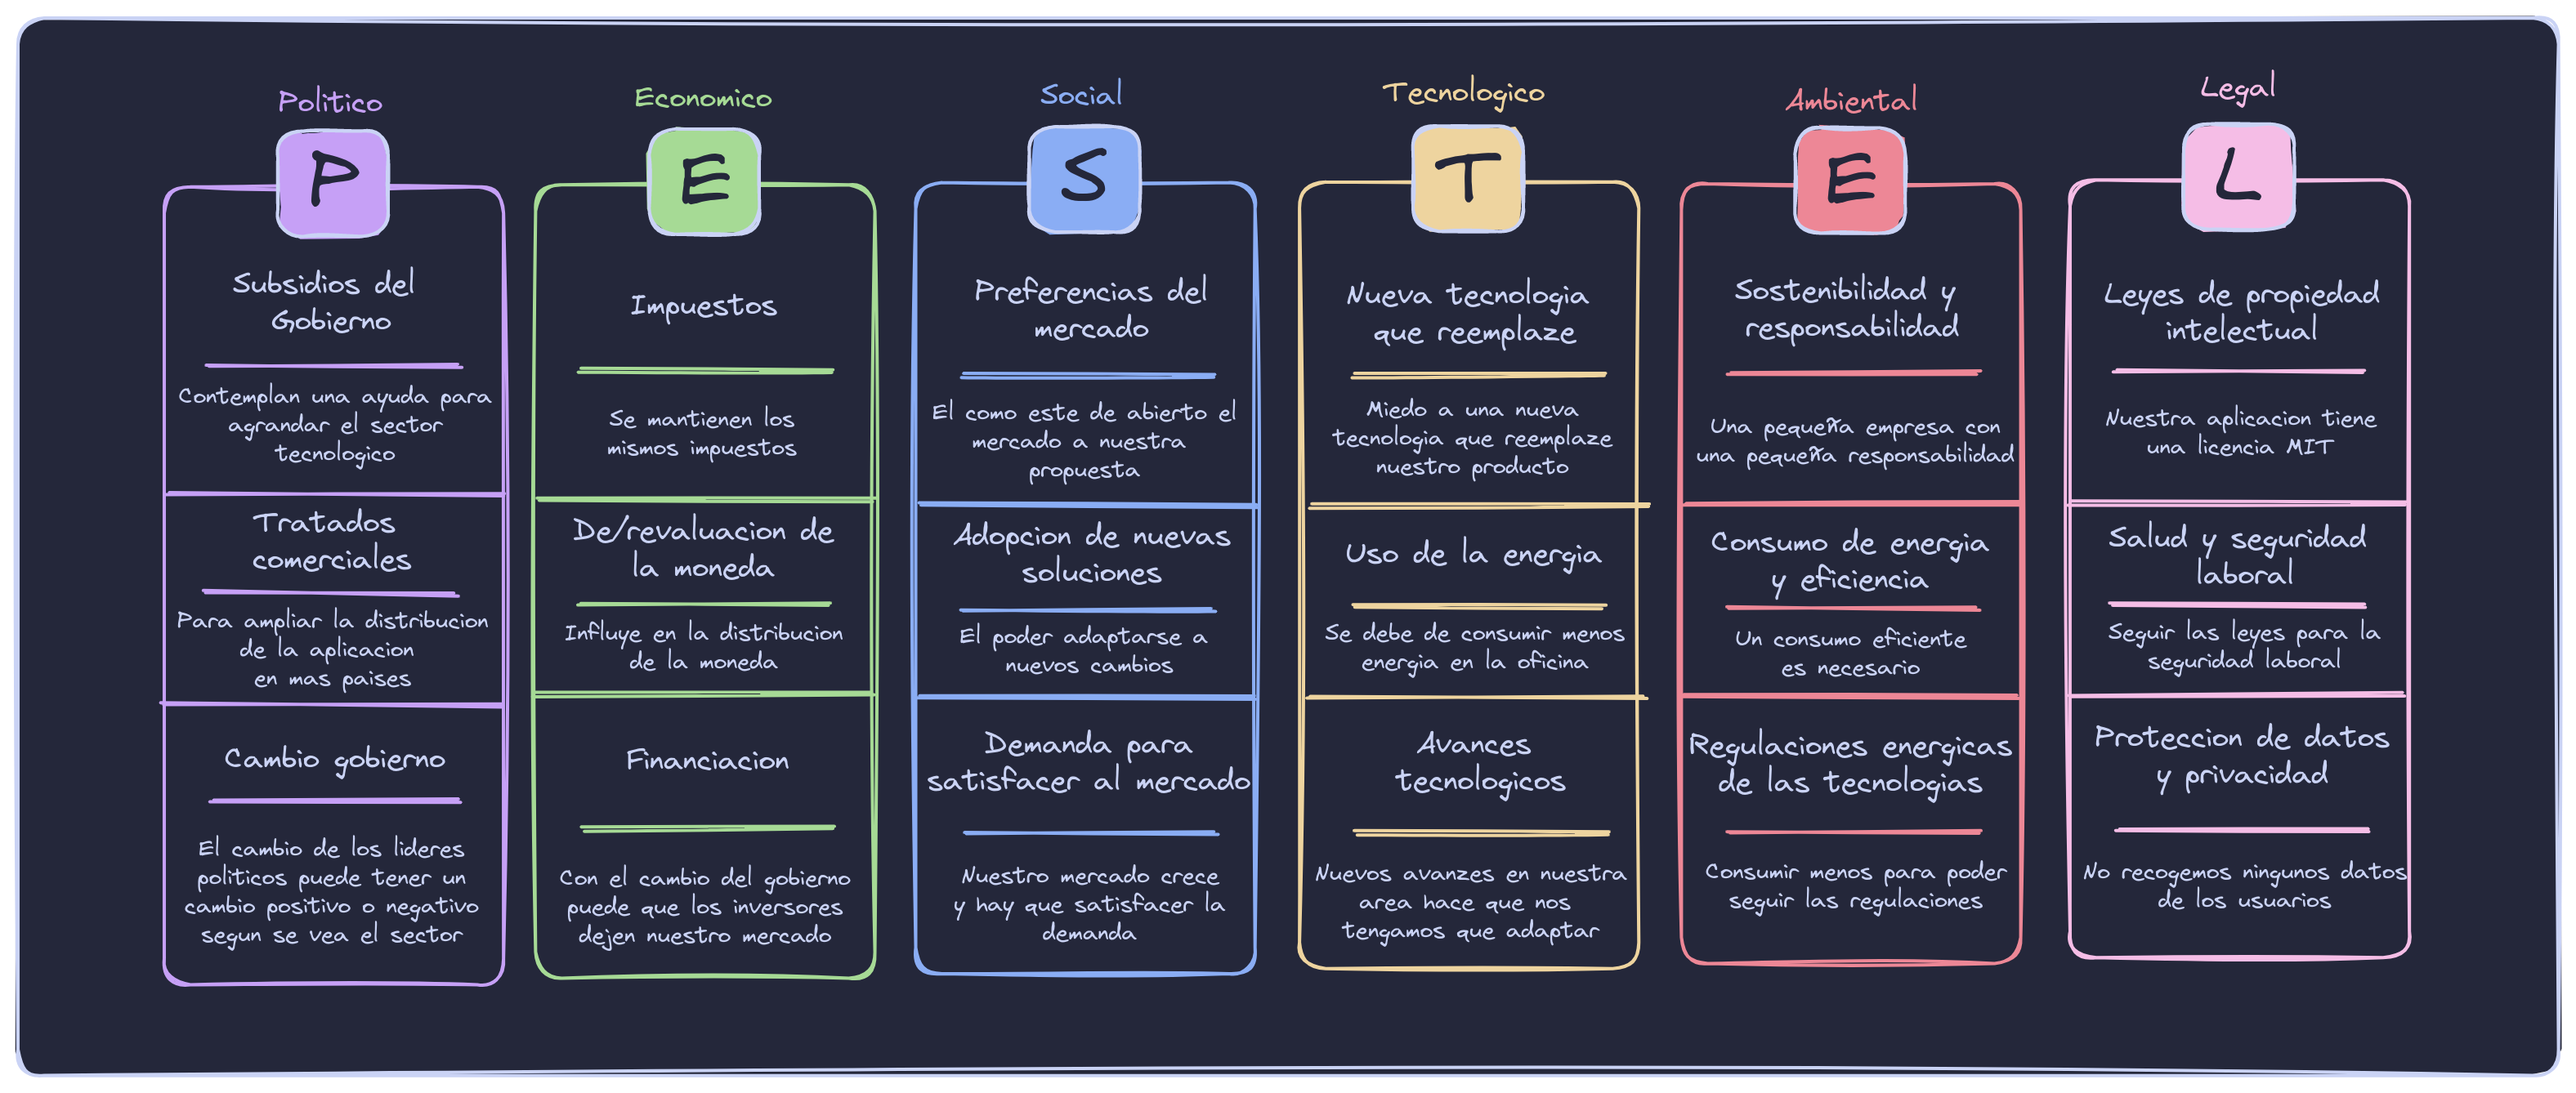 Politico
P
Subsidios del
Gobierno
Contemplan una ayuda para
agrandar el sector
tecnologico
Tratados
comerciales
Para ampliar la distribucion
de la aplicacion
en mas paises
Cambio gobierno
El cambio de los lideres
politicos puede tener un
cambio positivo o negativo
segun se vea el sector
Economico
E
Impuestos
Se mantienen los
mismos impuestos
De/revaluacion de
la moneda
Influye en la distribucion
de la moneda
Financiacion
Con el cambio del gobierno
puede que los inversores
dejen nuestro mercado
Social
S
Preferencias del
mercado
El como este de abierto el
mercado a nuestra
propuesta
Adopcion de nuevas
soluciones
El poder adaptarse a
nuevos cambios
Demanda para
satisfacer al mercado
Nuestro mercado crece
y hay que satisfacer la
demanda
Tecnologico
T
Nueva tecnologia
que reemplaze
Miedo a una nueva
tecnologia que reemplaze
nuestro producto
Uso de la energia
Se debe de consumir menos
energia en la oficina
Avances
tecnologicos
Nuevos avanzes en nuestra
area hace que nos
tengamos que adaptar
Ambiental
E
Sostenibilidad y
responsabilidad
Una pequeña empresa con
una pequeña responsabilidad
Consumo de energia
y eficiencia
Un consumo eficiente
es necesario
Regulaciones energicas
de las tecnologias
Consumir menos para poder
seguir las regulaciones
Legal
L
Leyes de propiedad
intelectual
Nuestra aplicacion tiene
una licencia MIT
Salud y seguridad
laboral
Seguir las leyes para la
seguridad laboral
Proteccion de datos
y privacidad
No recogemos ningunos datos
de los usuarios